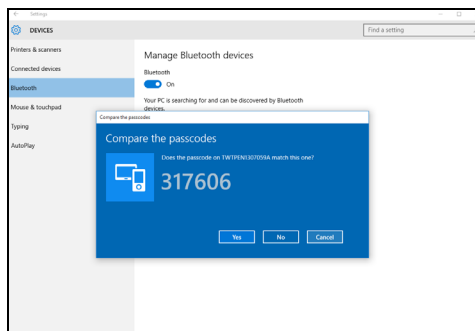 Settings
DEVICES
Find a setting
Printers & scanners
Connected devices
Bluetooth
Mouse & touchpad
Typing
AutoPlay
Manage Bluetooth devices
Bluetooth
On
Your PC is searching for and can be discovered by Bluetooth
devices.
Compare the passcodes
Compare the passcodes
Does the passcode on TWTPEN1307059A match this one?
317606
Yes
No
Cancel